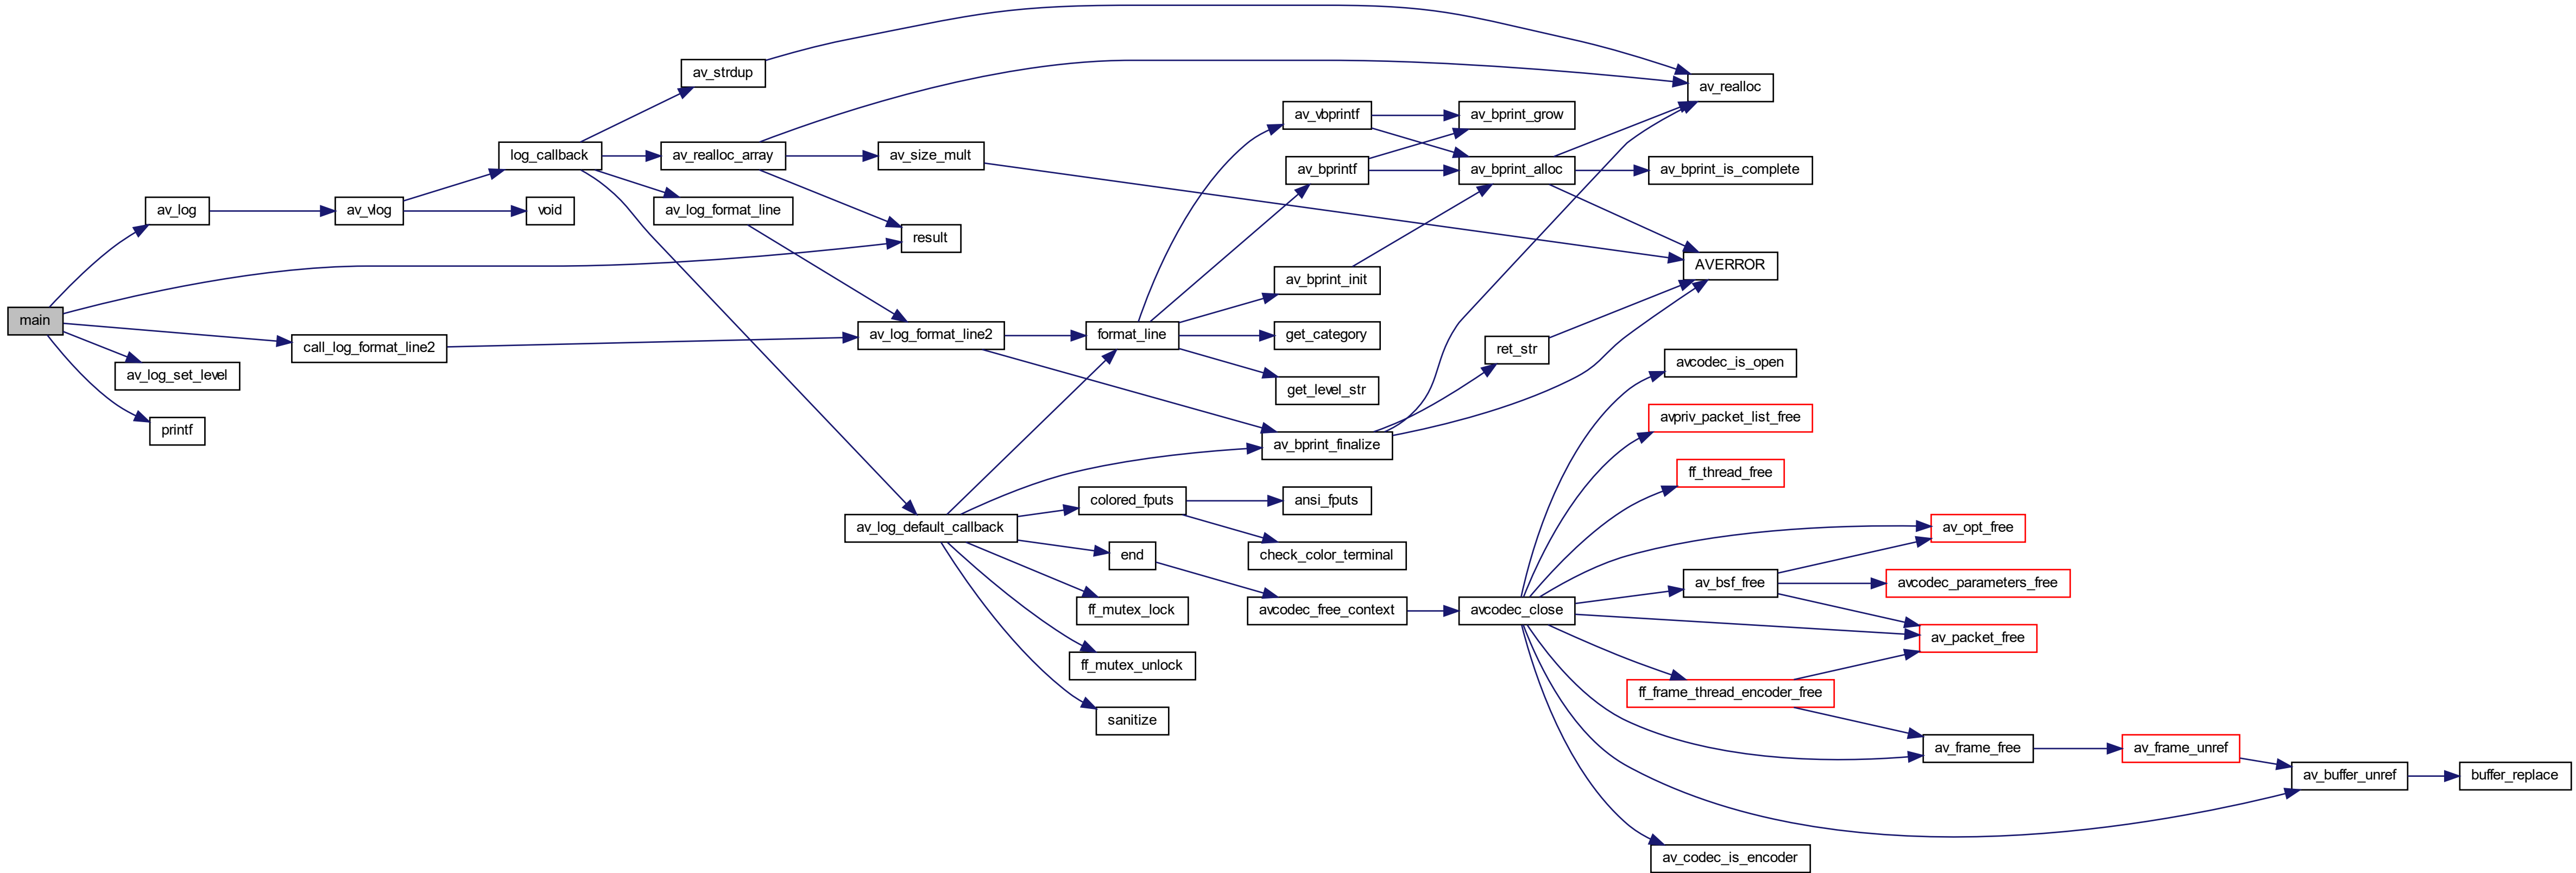 main
av_log
call_log_format_line2
av_log_set_level
printf
av_vlog
log_callback
void
av_strdup
av_realloc_array
av_log_format_line
av_size_mult
result
av_log_format_line2
av_log_default_callback
format_line
colored_fputs
end
ff_mutex_lock
ff_mutex_unlock
sanitize
av_vbprintf
av_bprintf
av_bprint_init
get_category
get_level_str
av_bprint_finalize
ansi_fputs
check_color_terminal
avcodec_free_context
av_bprint_grow
av_bprint_alloc
ret_str
avcodec_close
av_realloc
av_bprint_is_complete
AVERROR
avcodec_is_open
avpriv_packet_list_free
ff_thread_free
av_bsf_free
ff_frame_thread_encoder_free
av_codec_is_encoder
av_opt_free
avcodec_parameters_free
av_packet_free
av_frame_free
av_frame_unref
av_buffer_unref
buffer_replace